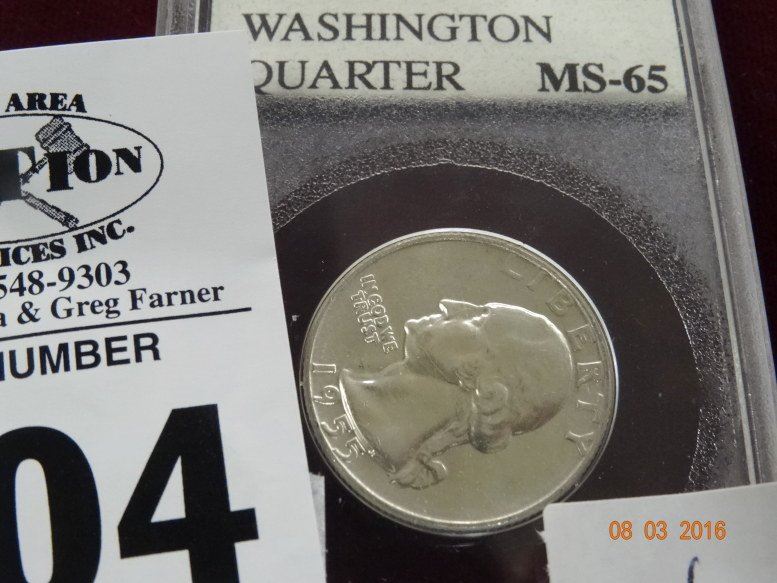 WASHINGTON
QUARTER MS-65
AREA
TION
ICES INC.
548-9303
a & Greg Farner
NUMBER
04
LIBERTY
IN GOD WE
TRUST
1955
08 03 2016